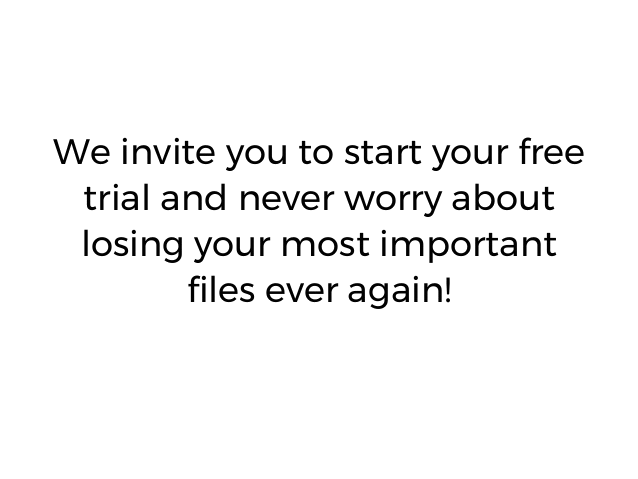 We invite you to start your free
trial and never worry about
losing your most important
files ever again!